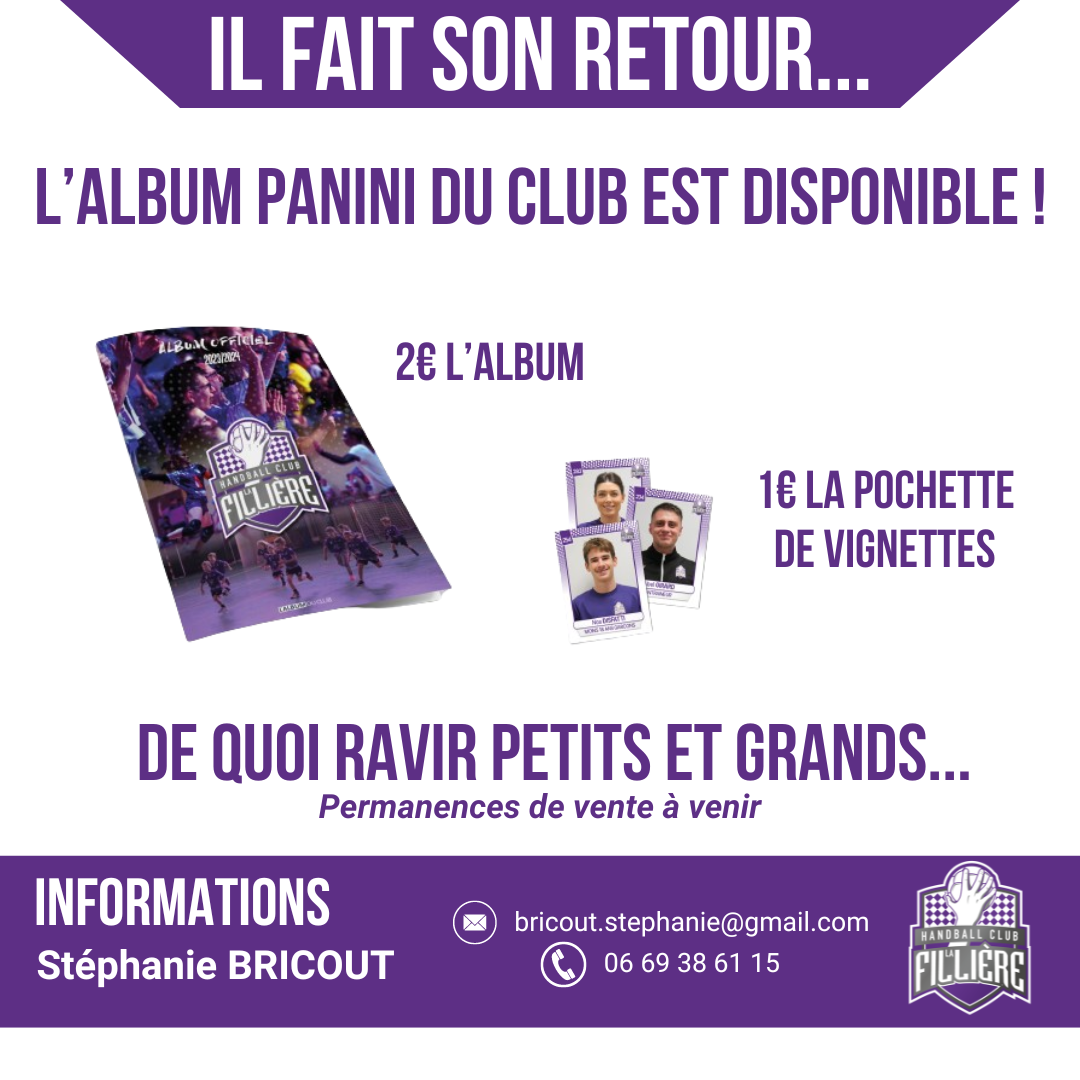 IL FAIT SON RETOUR...
L'ALBUM PANINI DU CLUB EST DISPONIBLE !
ALBUM OFFICIEL
2023/2024
HANDBALL CLUB
LA
FILLIÈRE
2€ L'ALBUM
1€ LA POCHETTE
DE VIGNETTES
DE QUOI RAVIR PETITS ET GRANDS...
Permanences de vente à venir
INFORMATIONS
Stéphanie BRICOUT
bricout.stephanie@gmail.com
06 69 38 61 15
HANDBALL CLUB
LA
FILLIÈRE